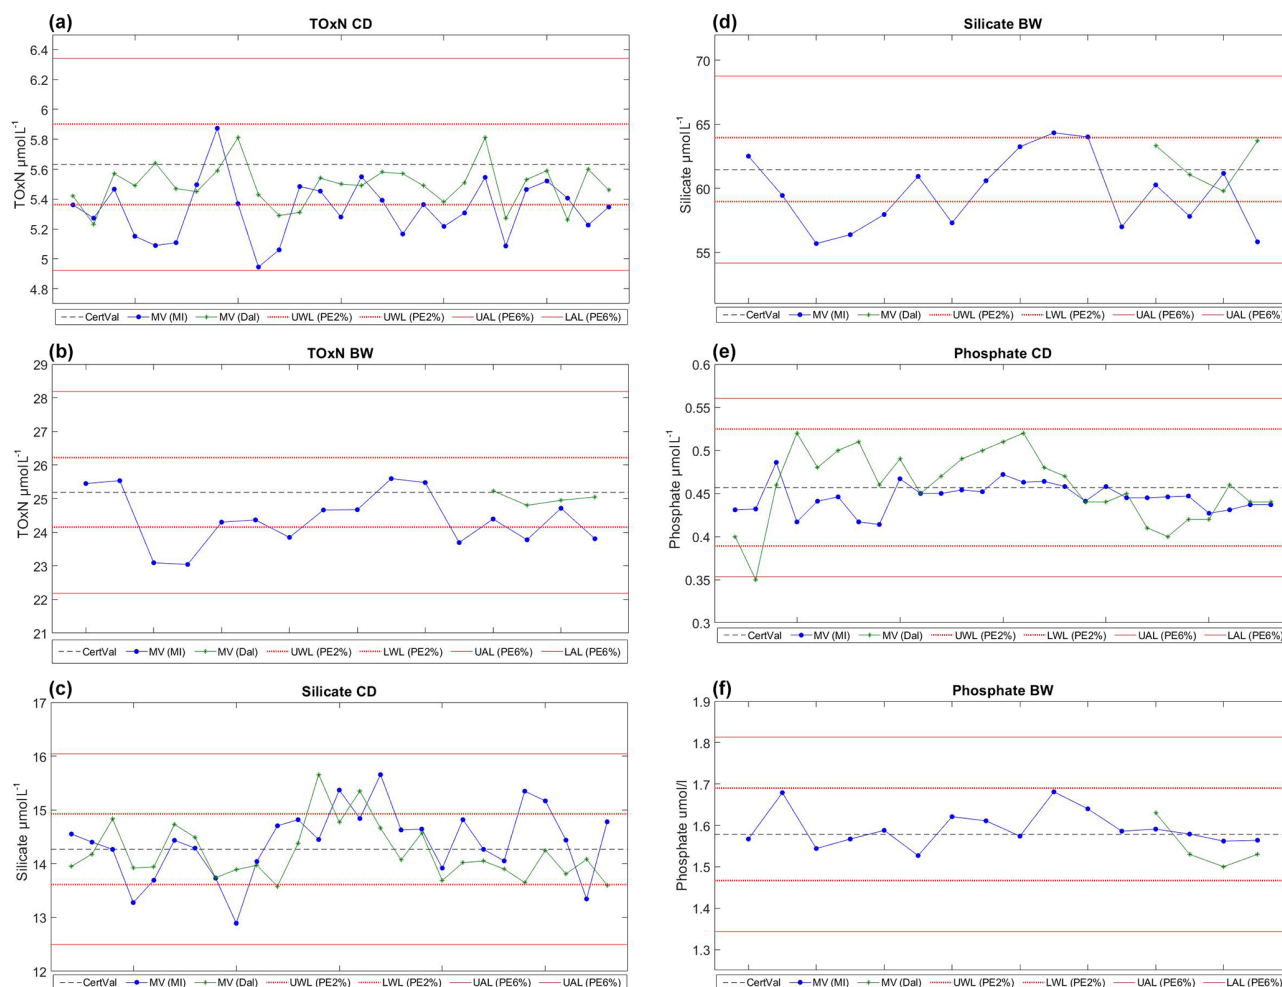 (a) TOxN CD
TOxN µmol L⁻¹
6.4
6.2
6
5.8
5.6
5.4
5.2
5
4.8
CertVal MV (MI) MV (Dal) UWL (PE2%) UWL (PE2%) UAL (PE6%) LAL (PE6%)
(b) TOxN BW
TOxN µmol L⁻¹
29
28
27
26
25
24
23
22
21
CertVal MV (MI) MV (Dal) UWL (PE2%) LWL (PE2%) UAL (PE6%) LAL (PE6%)
(c) Silicate CD
Silicate µmol L⁻¹
17
16
15
14
13
12
CertVal MV (MI) MV (Dal) UWL (PE2%) LWL (PE2%) UAL (PE6%) UAL (PE6%)
(d) Silicate BW
Silicate µmol L⁻¹
70
65
60
55
CertVal MV (MI) MV (Dal) UWL (PE2%) LWL (PE2%) UAL (PE6%) UAL (PE6%)
(e) Phosphate CD
Phosphate µmol L⁻¹
0.6
0.55
0.5
0.45
0.4
0.35
0.3
CertVal MV (MI) MV (Dal) UWL (PE2%) LWL (PE2%) UAL (PE6%) LAL (PE6%)
(f) Phosphate BW
Phosphate umol/l
1.9
1.8
1.7
1.6
1.5
1.4
1.3
CertVal MV (MI) MV (Dal) UWL (PE2%) LWL (PE2%) UAL (PE6%) LAL (PE6%)